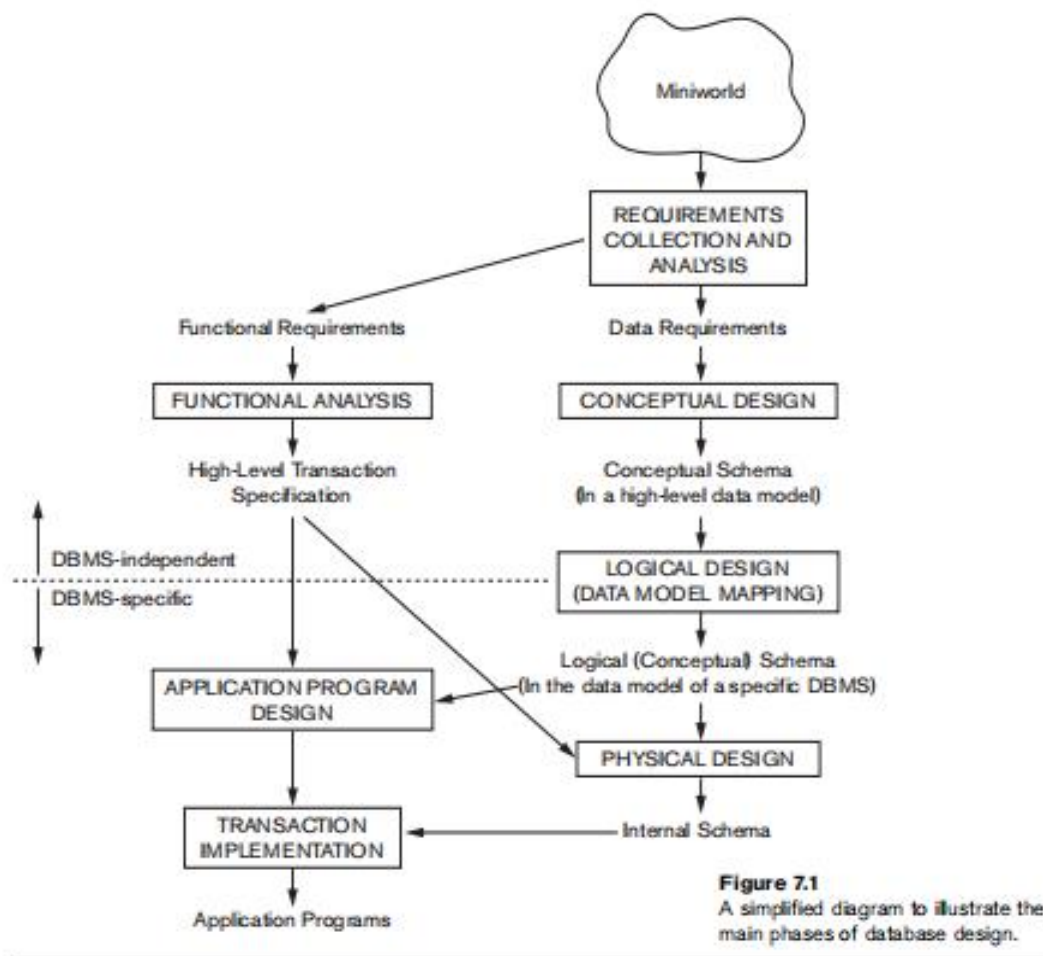 Miniworld
REQUIREMENTS
COLLECTION AND
ANALYSIS
Functional Requirements
Data Requirements
FUNCTIONAL ANALYSIS
CONCEPTUAL DESIGN
High-Level Transaction
Specification
Conceptual Schema
(In a high-level data model)
DBMS-independent
DBMS-specific
LOGICAL DESIGN
(DATA MODEL MAPPING)
Logical (Conceptual) Schema
(In the data model of a specific DBMS)
APPLICATION PROGRAM
DESIGN
PHYSICAL DESIGN
TRANSACTION
IMPLEMENTATION
Internal Schema
Application Programs
Figure 7.1
A simplified diagram to illustrate the
main phases of database design.